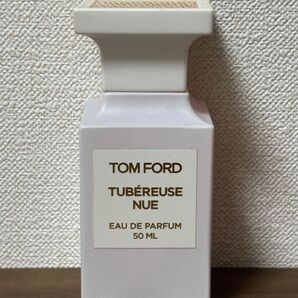 TOM FORD
TUBÉREUSE
NUE
EAU DE PARFUM
50 ML